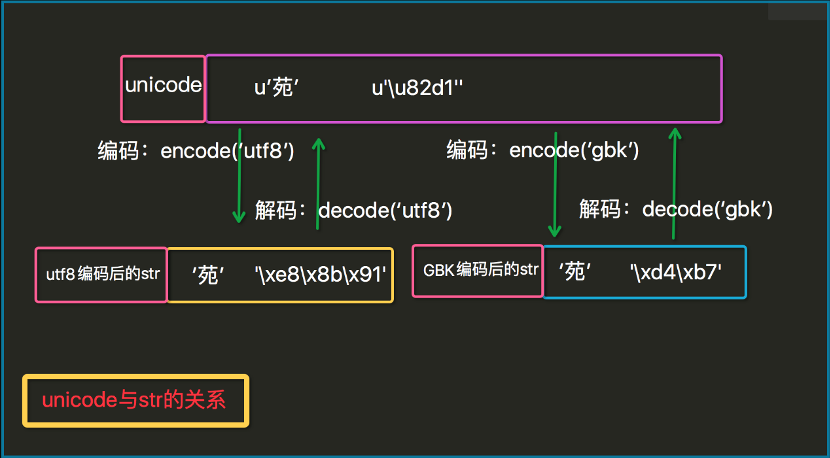 unicode u‘苑’ u'\u82d1''
编码：encode(‘utf8’) 编码：encode(‘gbk’)
解码：decode(‘utf8’) 解码：decode(‘gbk’)
utf8编码后的str ‘苑’ '\xe8\x8b\x91' GBK编码后的str ‘苑’ '\xd4\xb7'
unicode与str的关系